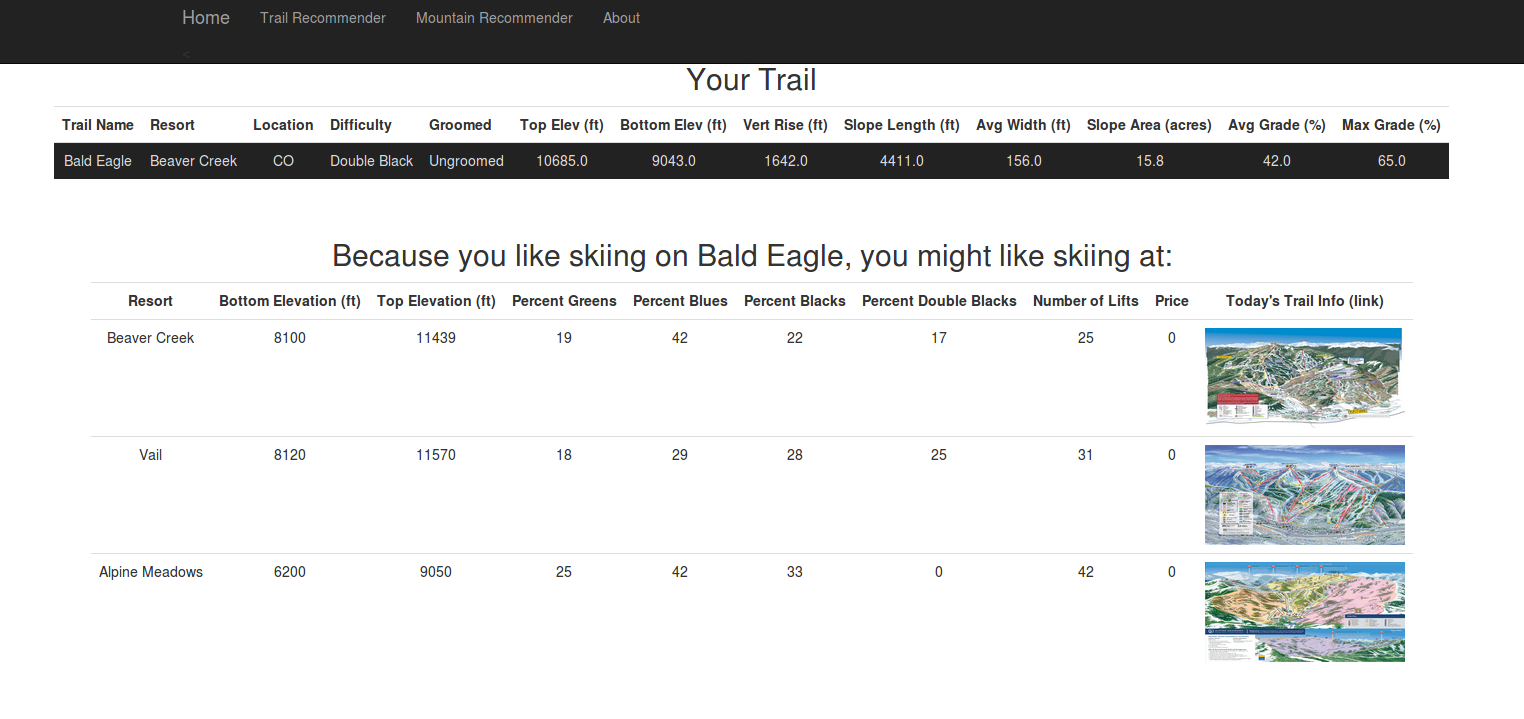 Home Trail Recommender Mountain Recommender About
<
Your Trail
Trail Name Resort Location Difficulty Groomed Top Elev (ft) Bottom Elev (ft) Vert Rise (ft) Slope Length (ft) Avg Width (ft) Slope Area (acres) Avg Grade (%) Max Grade (%)
Bald Eagle Beaver Creek CO Double Black Ungroomed 10685.0 9043.0 1642.0 4411.0 156.0 15.8 42.0 65.0
Because you like skiing on Bald Eagle, you might like skiing at:
Resort Bottom Elevation (ft) Top Elevation (ft) Percent Greens Percent Blues Percent Blacks Percent Double Blacks Number of Lifts Price Today's Trail Info (link)
Beaver Creek 8100 11439 19 42 22 17 25 0
Vail 8120 11570 18 29 28 25 31 0
Alpine Meadows 6200 9050 25 42 33 0 42 0